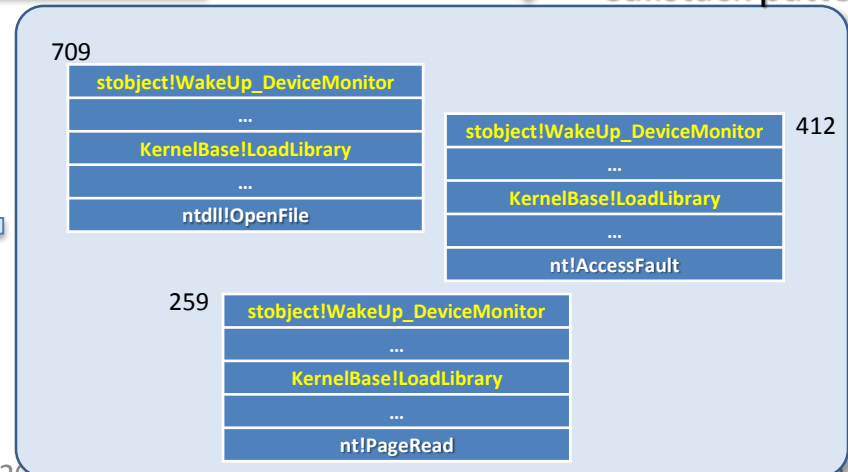 709
stobject!WakeUp_DeviceMonitor
...
KernelBase!LoadLibrary
...
ntdll!OpenFile
412
stobject!WakeUp_DeviceMonitor
...
KernelBase!LoadLibrary
...
nt!AccessFault
259
stobject!WakeUp_DeviceMonitor
...
KernelBase!LoadLibrary
...
nt!PageRead